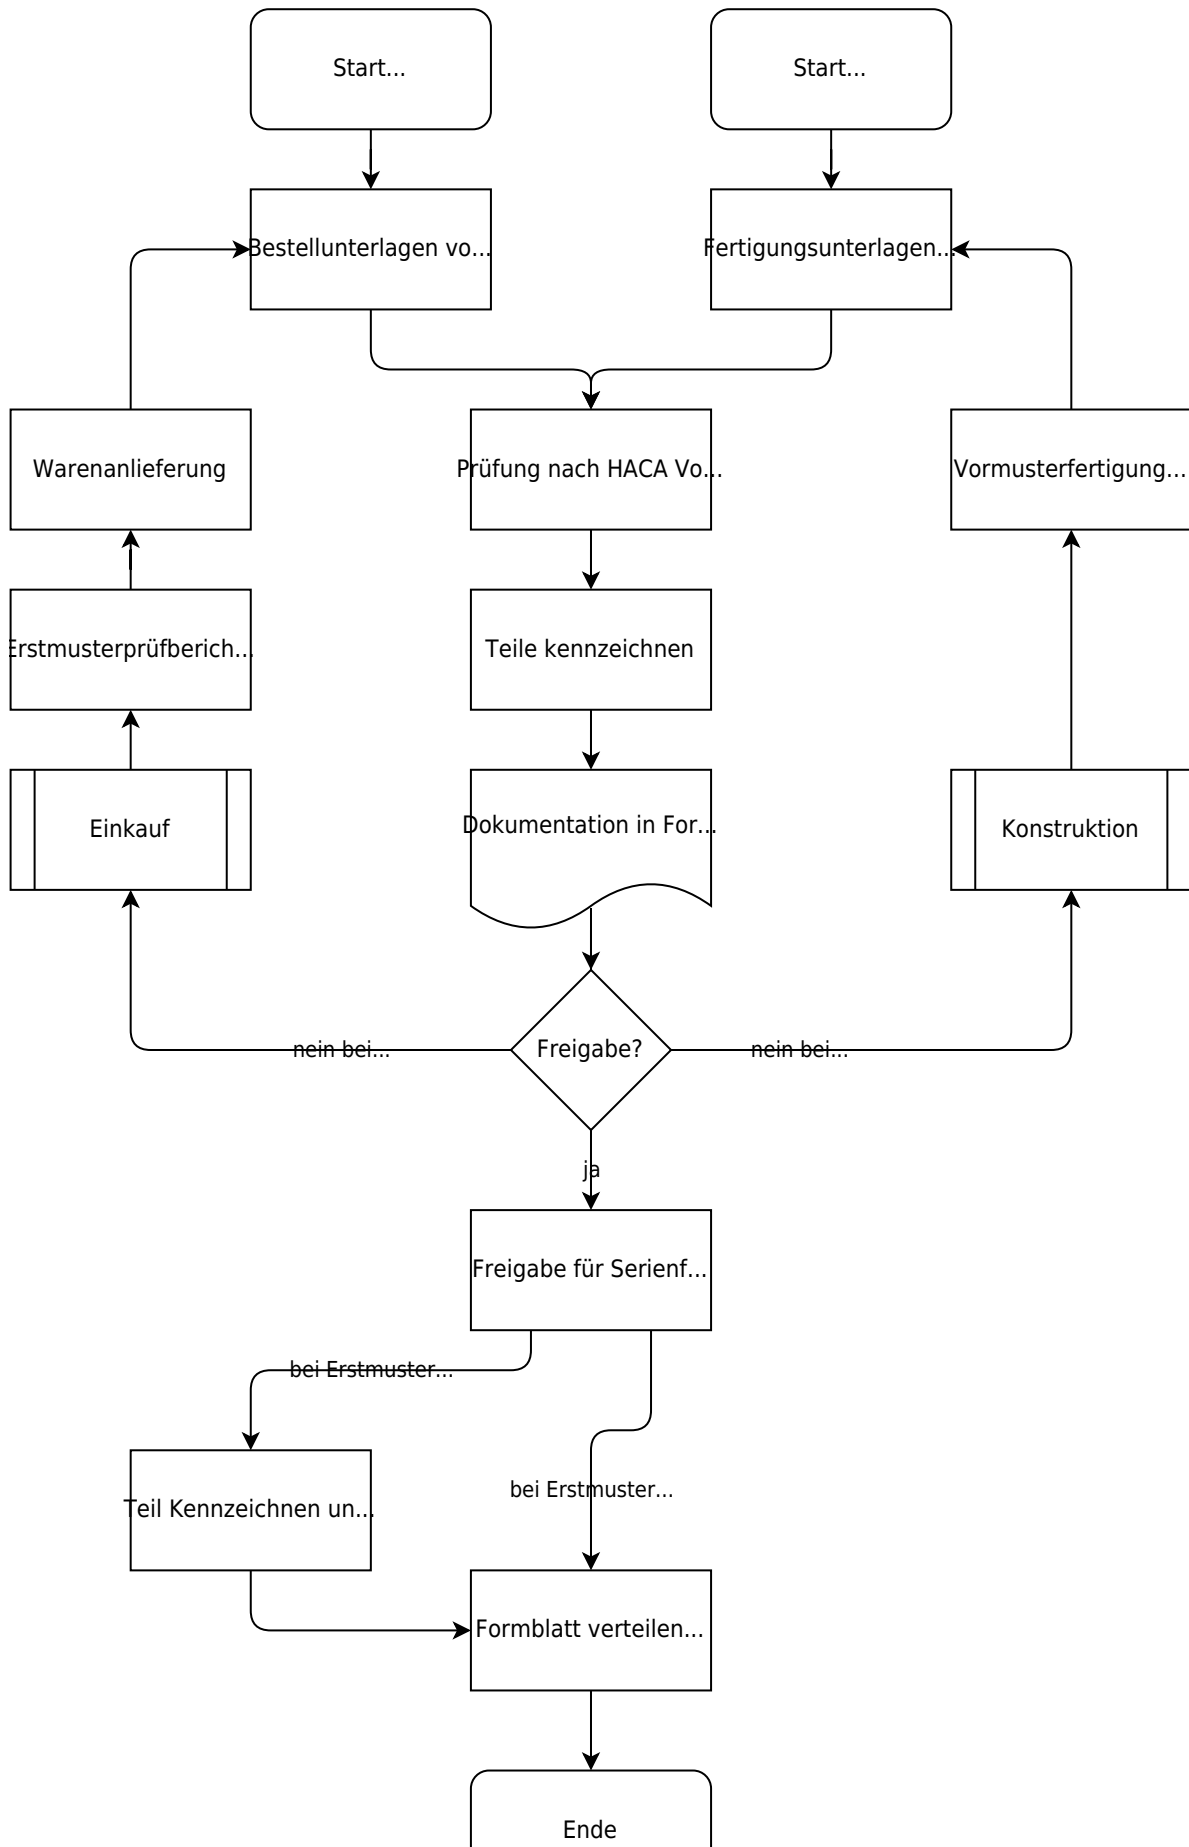 Start...
Start...
Bestellunterlagen vo...
Fertigungsunterlagen...
Warenanlieferung
Prüfung nach HACA Vo...
Vormusterfertigung...
Erstmusterprüfberich...
Teile kennzeichnen
Dokumentation in For...
Einkauf
Konstruktion
nein bei...
Freigabe?
nein bei...
ja
Freigabe für Serienf...
bei Erstmuster...
bei Erstmuster...
Teil Kennzeichnen un...
Formblatt verteilen...
Ende